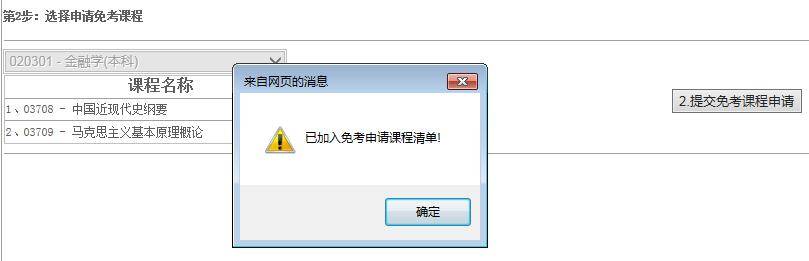 第2步：选择申请免考课程
020301 - 金融学(本科)
课程名称
1、03708 - 中国近现代史纲要
2、03709 - 马克思主义基本原理概论
2.提交免考课程申请
来自网页的消息
已加入免考申请课程清单!
确定